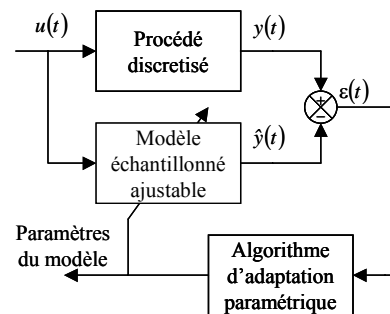 u(t)
Procédé
discretisé
y(t)
+
−
ε(t)
Modèle
échantillonné
ajustable
ŷ(t)
Paramètres
du modèle
Algorithme
d'adaptation
paramétrique